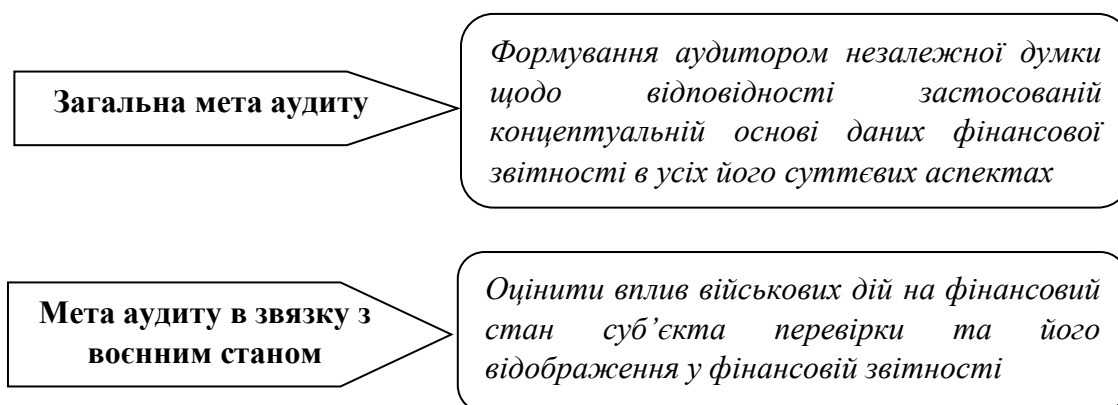 Загальна мета аудиту
Формування аудитором незалежної думки
щодо відповідності застосованій
концептуальній основі даних фінансової
звітності в усіх його суттєвих аспектах
Мета аудиту в звязку з
воєнним станом
Оцінити вплив військових дій на фінансовий
стан суб’єкта перевірки та його
відображення у фінансовій звітності